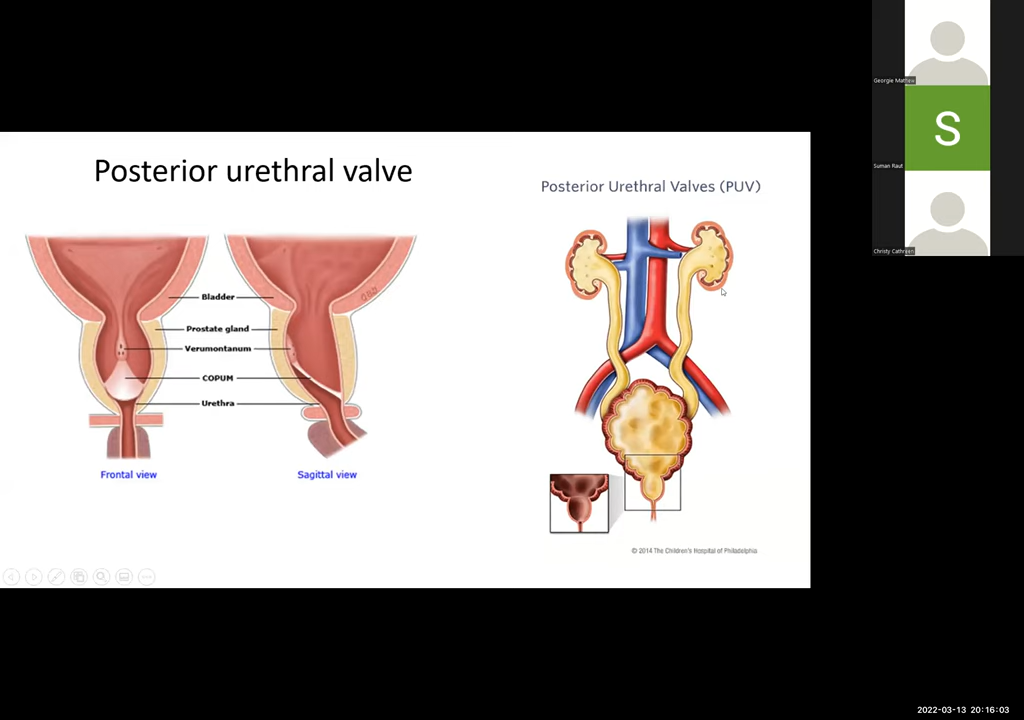 Posterior urethral valve
Bladder
Prostate gland
Verumontanum
COPUM
Urethra
Frontal view
Sagittal view
Posterior Urethral Valves (PUV)
© 2014 The Children's Hospital of Philadelphia
Georgie Mathew
S
Suman Raut
Christy Cathreen
2022-03-13 20:16:03